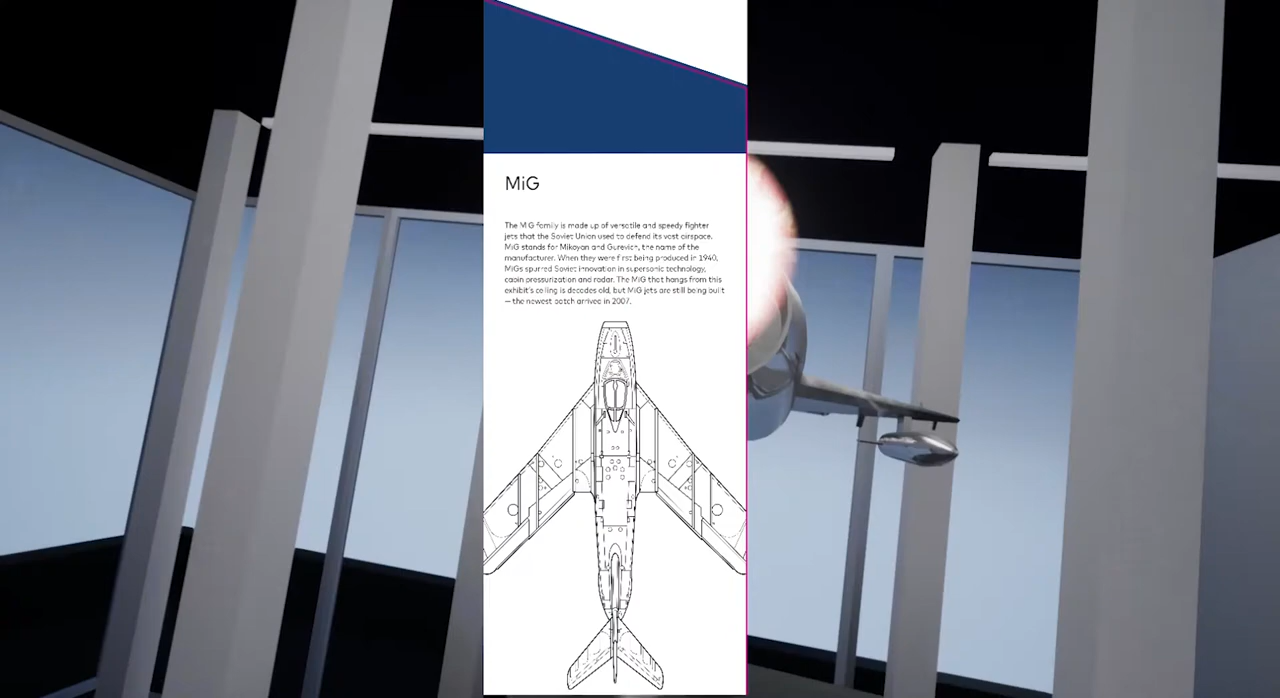 MiG
The MiG family is made up of versatile and speedy fighter
jets that the Soviet Union used to defend its vast airspace.
MiG stands for Mikoyan and Gurevich, the name of the
manufacturer. When they were first being produced in 1940,
MiGs spurred Soviet innovation in supersonic technology,
cabin pressurization and radar. The MiG that hangs from this
exhibit's ceiling is decades old, but MiG jets are still being built
— the newest batch arrived in 2007.